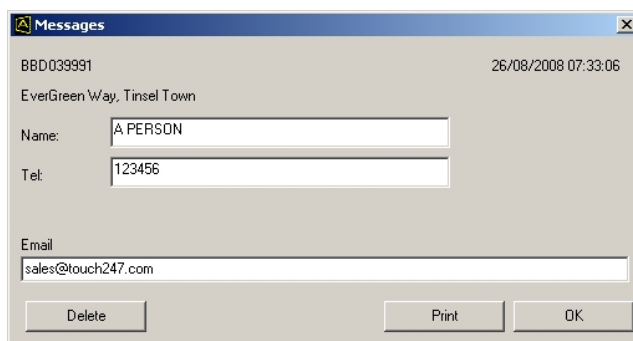 Messages
BBD039991 26/08/2008 07:33:06
EverGreen Way, Tinsel Town
Name: A PERSON
Tel: 123456
Email
sales@touch247.com
Delete Print OK